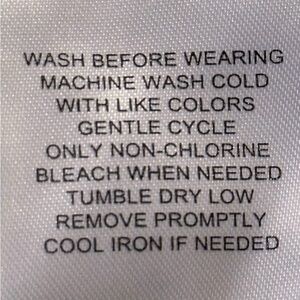 WASH BEFORE WEARING
MACHINE WASH COLD
WITH LIKE COLORS
GENTLE CYCLE
ONLY NON-CHLORINE
BLEACH WHEN NEEDED
TUMBLE DRY LOW
REMOVE PROMPTLY
COOL IRON IF NEEDED